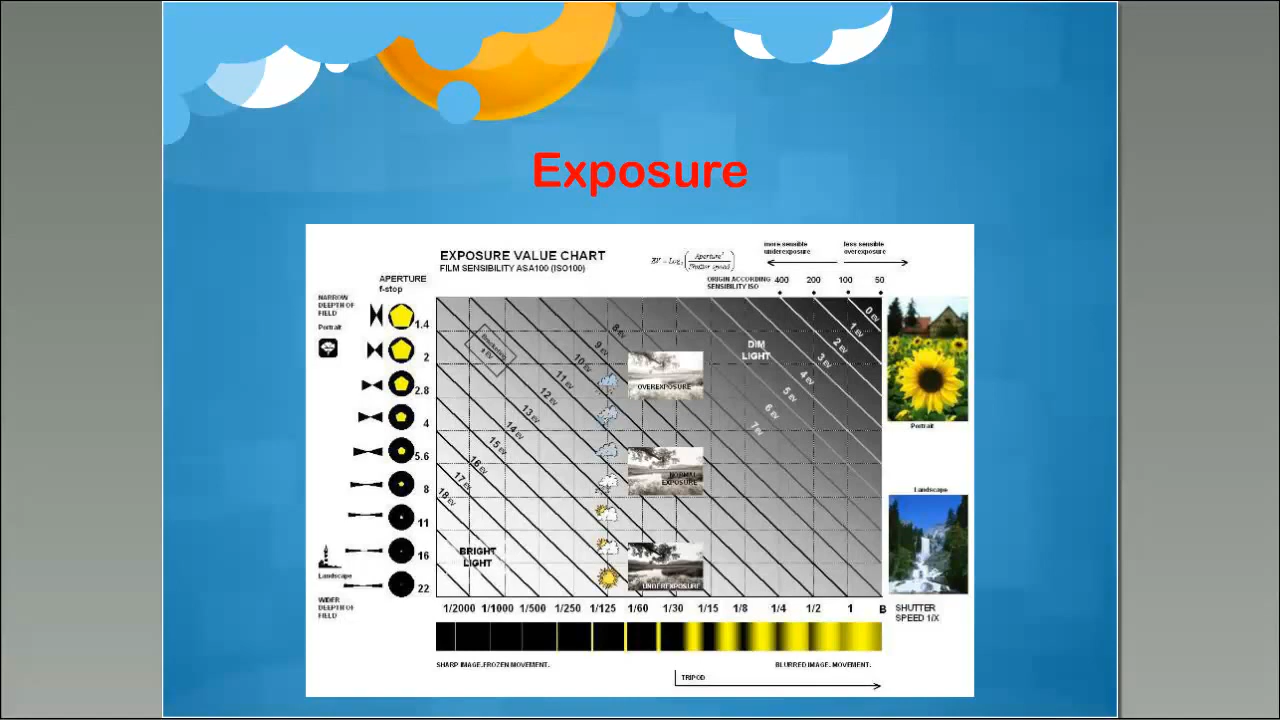 Exposure
EXPOSURE VALUE CHART
FILM SENSIBILITY ASA100 (ISO100)
more sensible
underexposure
less sensible
overexposure
ORIGIN ACCORDING
SENSIBILITY ISO
400 200 100 50
APERTURE
f-stop
NARROW
DEEPTH OF
FIELD
Portrait
1.4
2
2.8
4
5.6
8
11
16
22
Landscape
WIDER
DEEPTH OF
FIELD
0 EV
1 EV
2 EV
3 EV
4 EV
5 EV
6 EV
7 EV
8 EV
9 EV
10 EV
11 EV
12 EV
13 EV
14 EV
15 EV
16 EV
17 EV
18 EV
DIM
LIGHT
OVEREXPOSURE
NORMAL
EXPOSURE
UNDEREXPOSURE
BRIGHT
LIGHT
Portrait
Landscape
1/2000 1/1000 1/500 1/250 1/125 1/60 1/30 1/15 1/8 1/4 1/2 1 B
SHUTTER
SPEED 1/X
SHARP IMAGE.FROZEN MOVEMENT.
BLURRED IMAGE. MOVEMENT.
TRIPOD